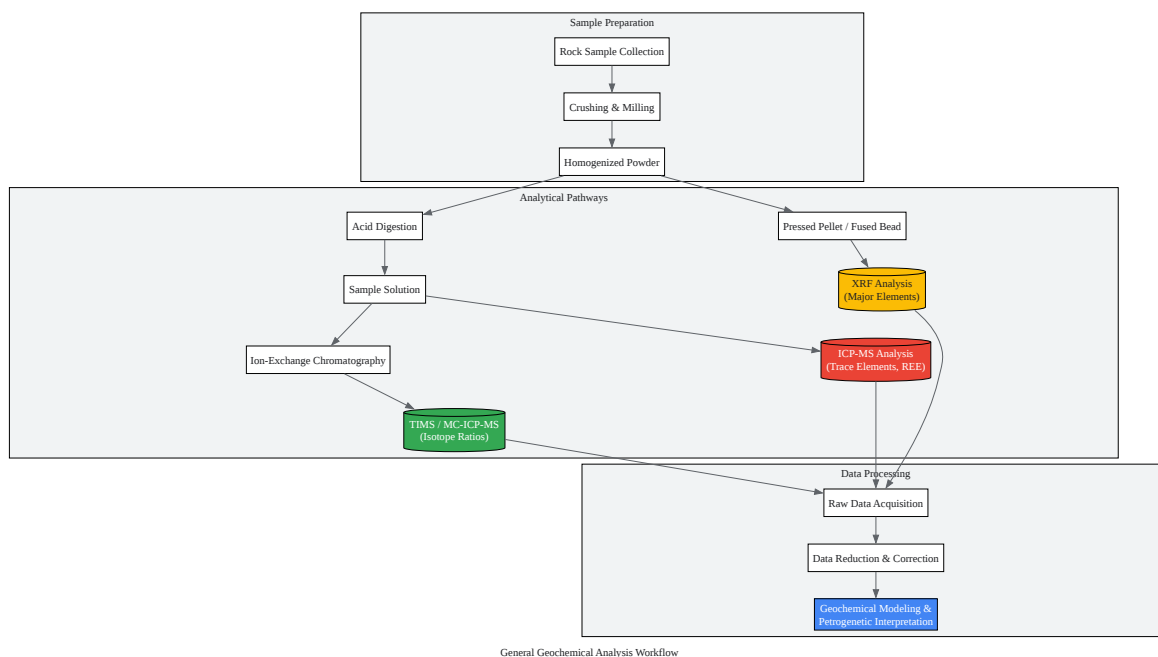 Sample Preparation
Rock Sample Collection
Crushing & Milling
Homogenized Powder
Analytical Pathways
Acid Digestion
Pressed Pellet / Fused Bead
Sample Solution
XRF Analysis
(Major Elements)
Ion-Exchange Chromatography
ICP-MS Analysis
(Trace Elements, REE)
TIMS / MC-ICP-MS
(Isotope Ratios)
Data Processing
Raw Data Acquisition
Data Reduction & Correction
Geochemical Modeling &
Petrogenetic Interpretation
General Geochemical Analysis Workflow